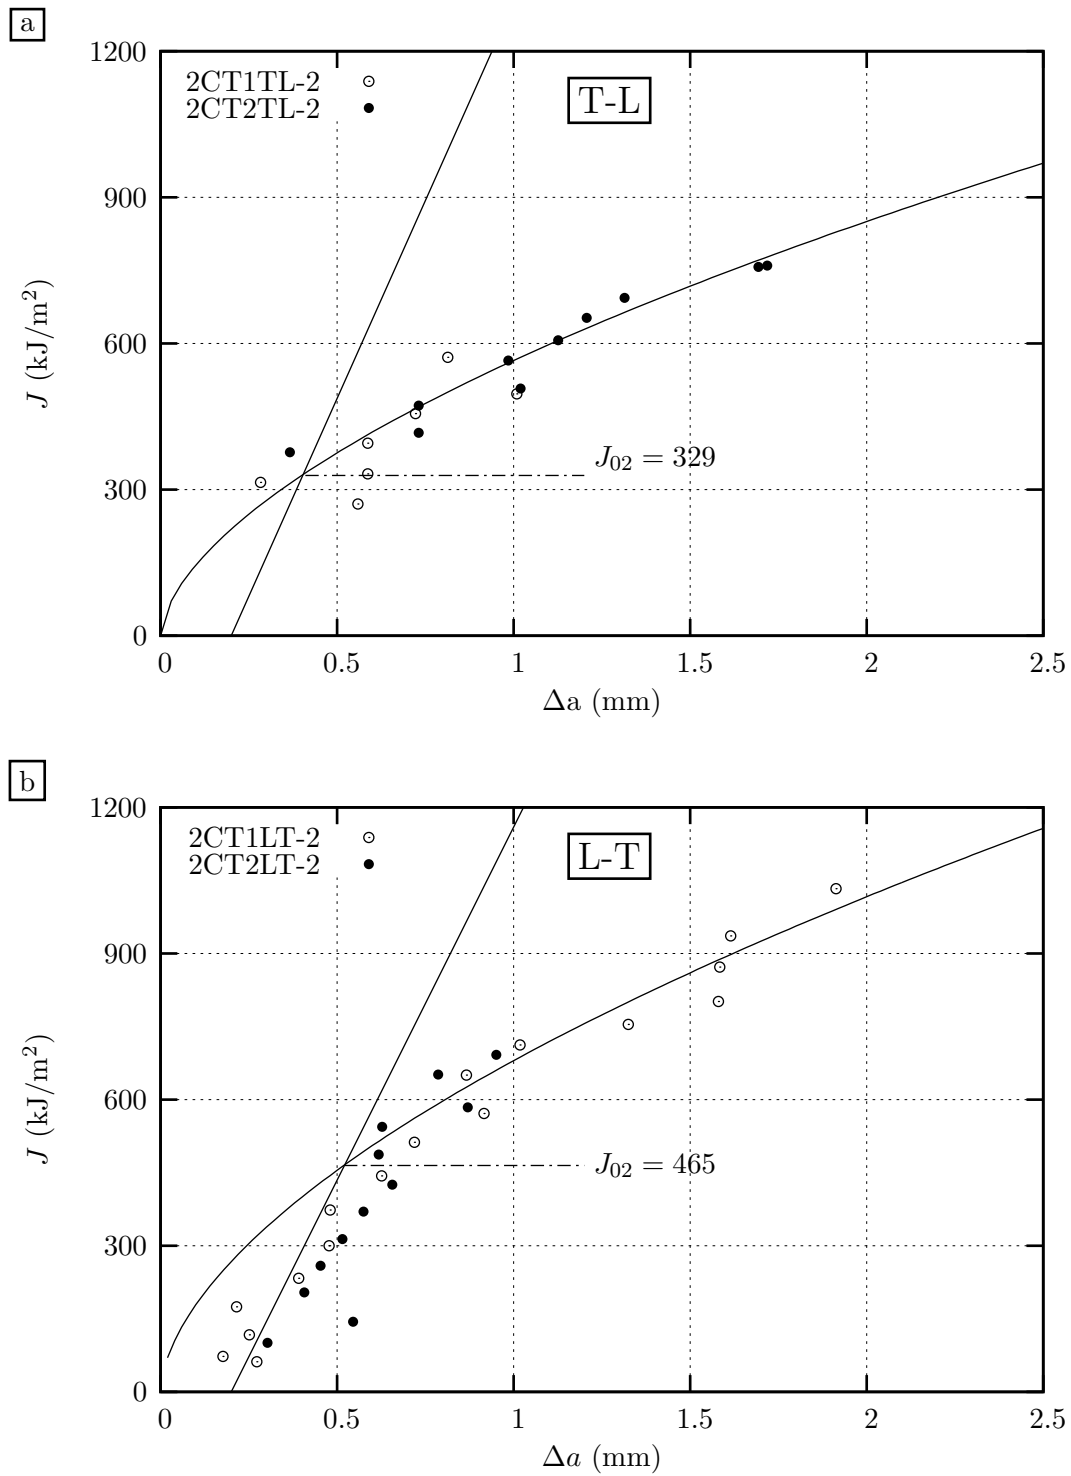 a
1200
2CT1TL-2
2CT2TL-2
T-L
900
600
J (kJ/m²)
J₀₂ = 329
300
0
0 0.5 1 1.5 2 2.5
Δa (mm)
b
1200
2CT1LT-2
2CT2LT-2
L-T
900
600
J (kJ/m²)
J₀₂ = 465
300
0
0 0.5 1 1.5 2 2.5
Δa (mm)